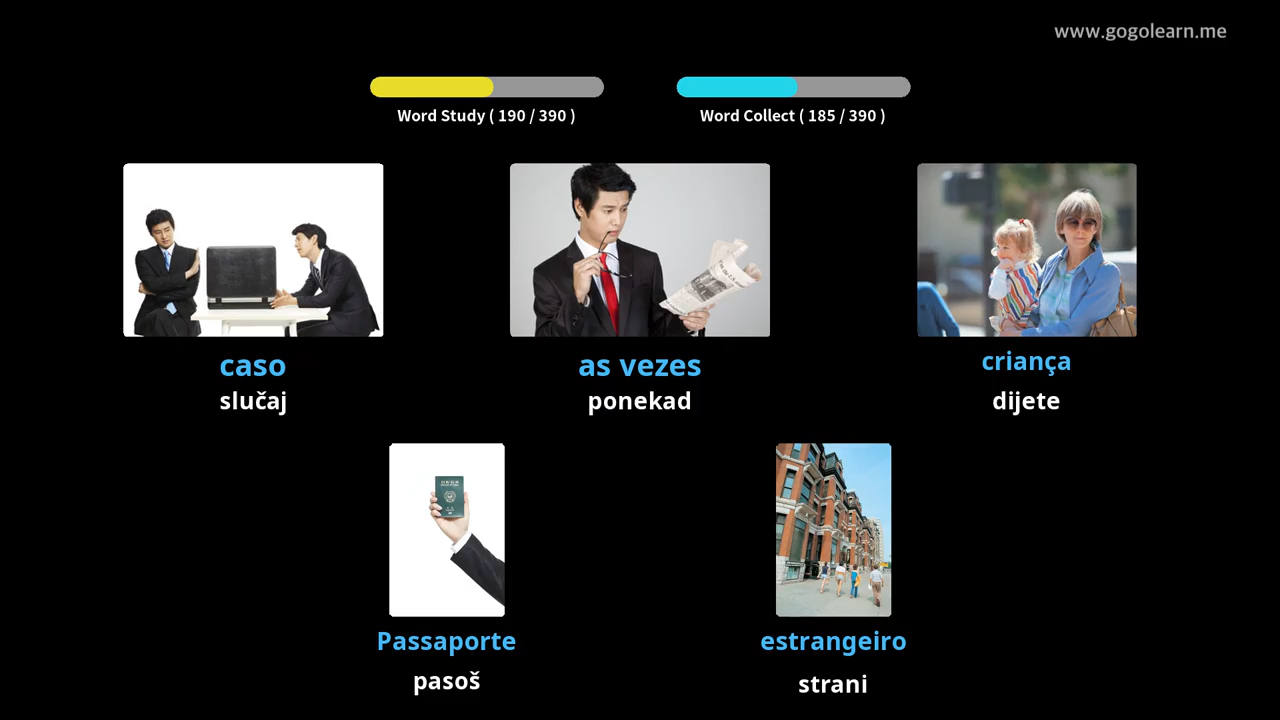 www.gogolearn.me
Word Study ( 190 / 390 )
Word Collect ( 185 / 390 )
caso
as vezes
criança
slučaj
ponekad
dijete
Passaporte
estrangeiro
pasoš
strani